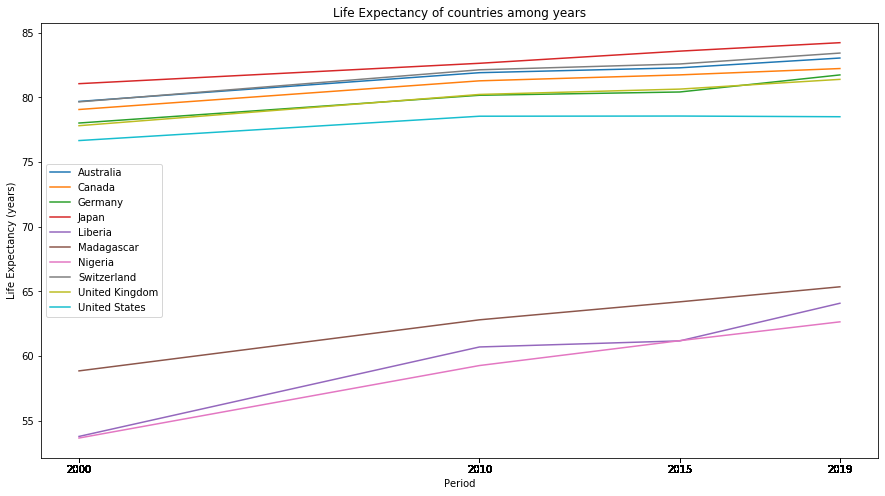 Life Expectancy of countries among years
85
80
75
70
65
60
55
Life Expectancy (years)
Australia
Canada
Germany
Japan
Liberia
Madagascar
Nigeria
Switzerland
United Kingdom
United States
2000 2010 2015 2019
Period